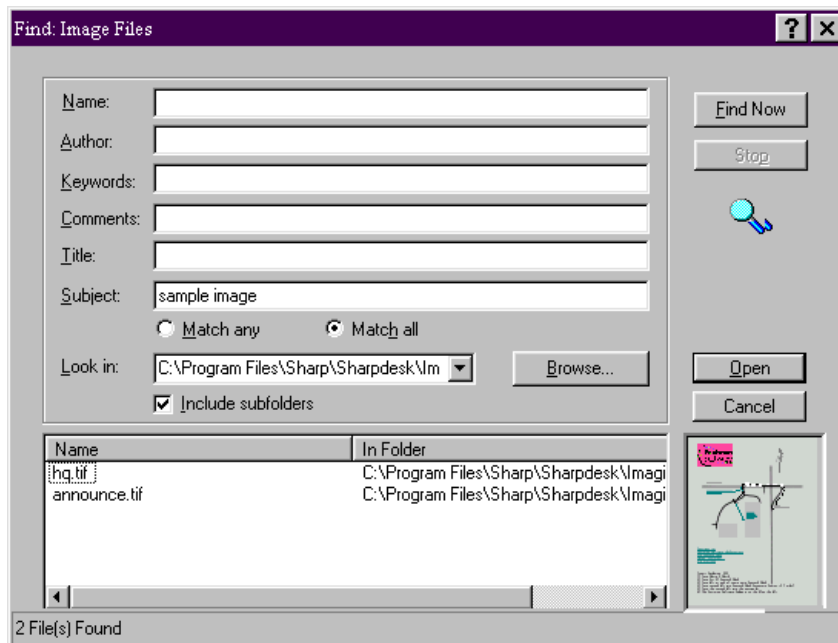 Find: Image Files
Name:
Find Now
Author:
Stop
Keywords:
Comments:
Title:
Subject: sample image
Match any Match all
Look in: C:\Program Files\Sharp\Sharpdesk\Im Browse... Open
Include subfolders Cancel
Name In Folder
hq.tif C:\Program Files\Sharp\Sharpdesk\Imagi
announce.tif C:\Program Files\Sharp\Sharpdesk\Imagi
2 File(s) Found